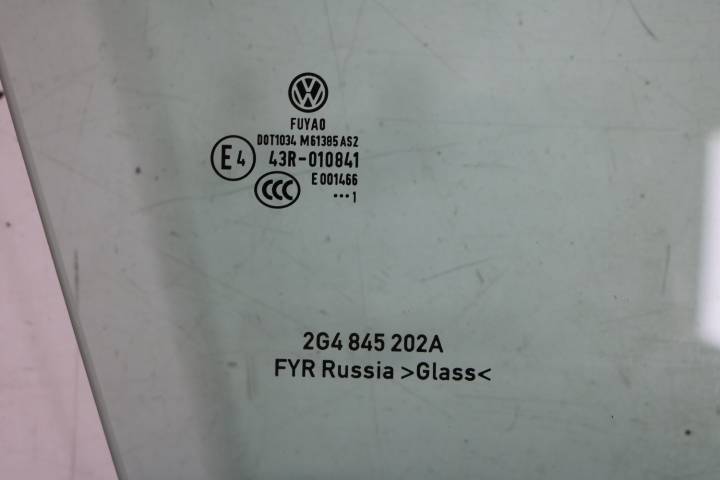 FUYAO
DOT1034 M61385 AS2
E4 43R-010841
CCC E 001466
···1
2G4 845 202A
FYR Russia >Glass<